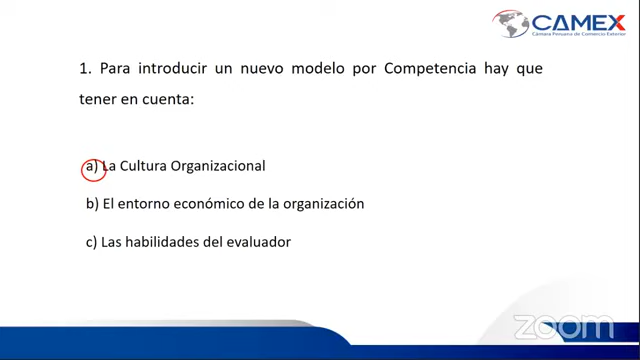 CAMEX
Cámara Peruana de Comercio Exterior
1. Para introducir un nuevo modelo por Competencia hay que
tener en cuenta:
a) La Cultura Organizacional
b) El entorno económico de la organización
c) Las habilidades del evaluador
zoom